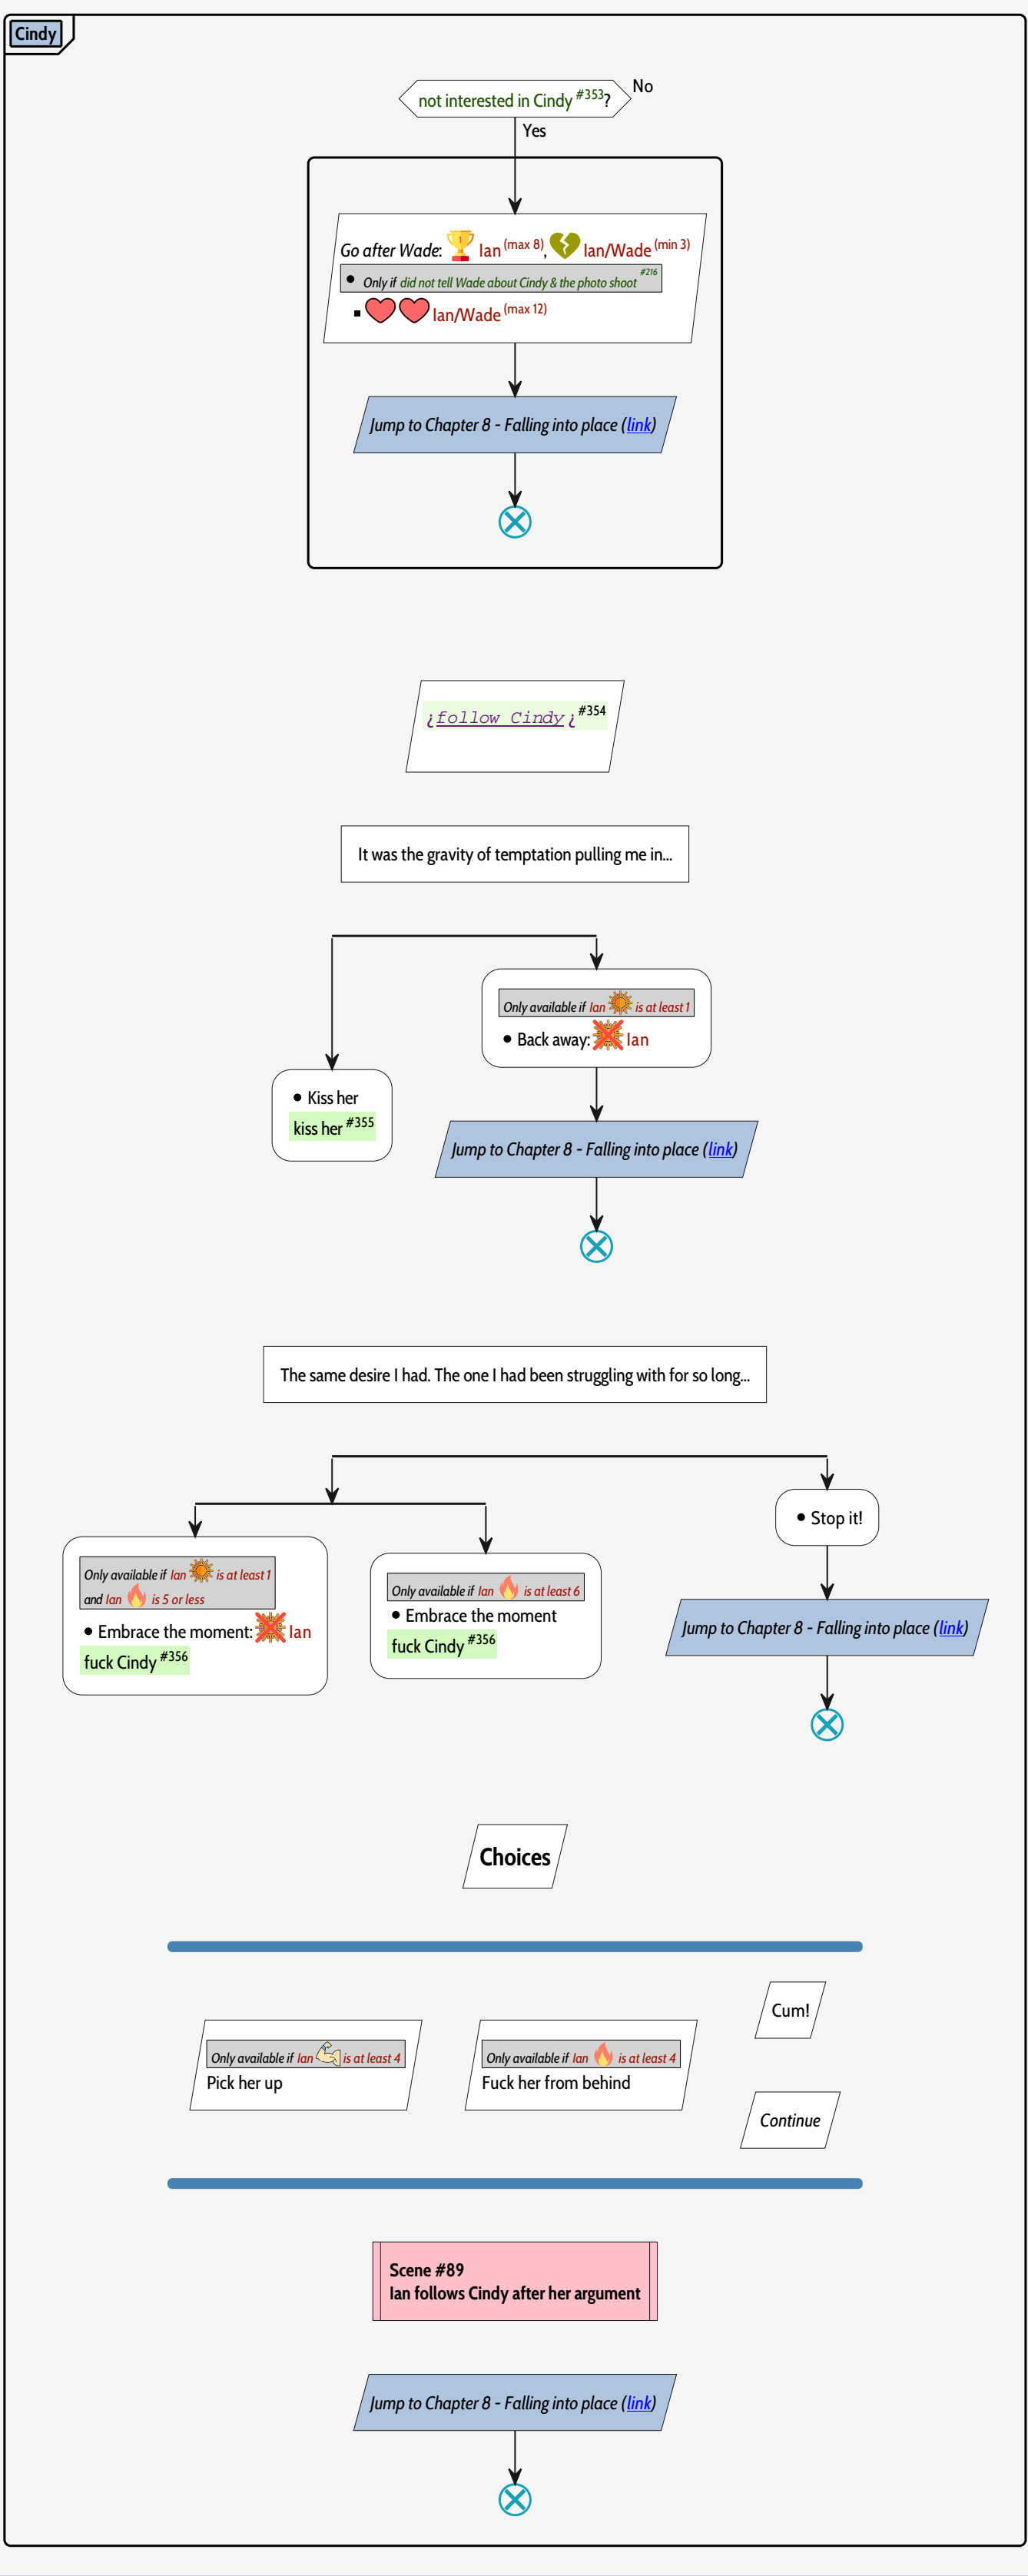 Cindy
not interested in Cindy #353?
No
Yes
Go after Wade: Ian (max 8), Ian/Wade (min 3)
Only if did not tell Wade about Cindy & the photo shoot #216
Ian/Wade (max 12)
Jump to Chapter 8 - Falling into place (link)
¿follow Cindy¿ #354
It was the gravity of temptation pulling me in...
Only available if Ian is at least 1
• Back away: Ian
• Kiss her
kiss her #355
Jump to Chapter 8 - Falling into place (link)
The same desire I had. The one I had been struggling with for so long...
• Stop it!
Only available if Ian is at least 1
and Ian is 5 or less
• Embrace the moment: Ian
fuck Cindy #356
Only available if Ian is at least 6
• Embrace the moment
fuck Cindy #356
Jump to Chapter 8 - Falling into place (link)
Choices
Only available if Ian is at least 4
Pick her up
Only available if Ian is at least 4
Fuck her from behind
Cum!
Continue
Scene #89
Ian follows Cindy after her argument
Jump to Chapter 8 - Falling into place (link)